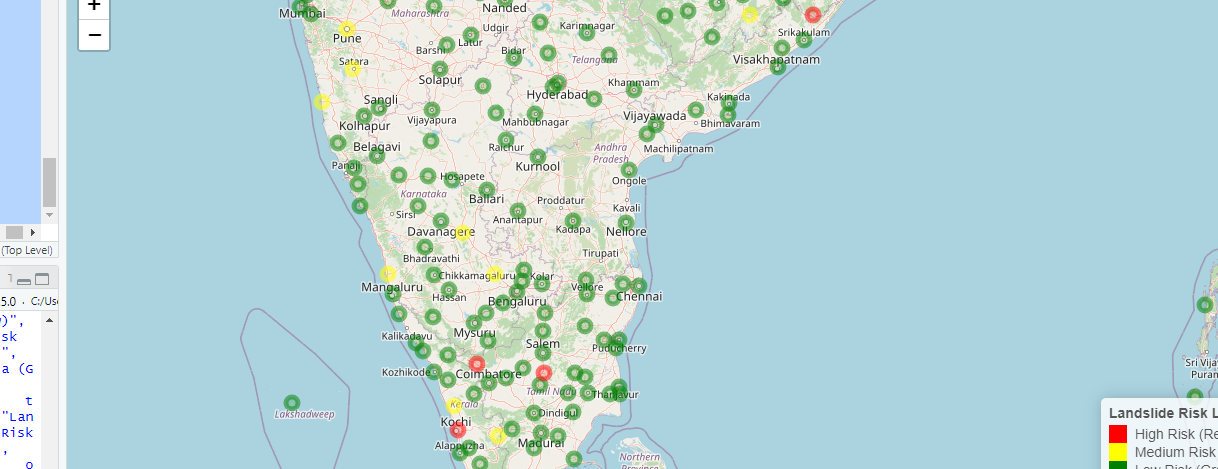 +
−
(Top Level)
5.0 · C:/Use
)",
sk
",
a (G
t
"Lan
Risk
,
o
Mumbai
Maharashtra
Nanded
Pune
Udgir
Karimnagar
Srikakulam
Barshi
Latur
Bidar
Satara
Telangana
Visakhapatnam
Solapur
Khammam
Hyderabad
Sangli
Kakinada
Kolhapur
Vijayapura
Mahbubnagar
Vijayawada
Bhimavaram
Belagavi
Raichur
Andhra
Pradesh
Machilipatnam
Panaji
Kurnool
Hosapete
Ongole
Karnataka
Ballari
Proddatur
Kavali
Sirsi
Anantapur
Davanagere
Kadapa
Nellore
Bhadravathi
Tirupati
Chikkamagaluru
Kolar
Mangaluru
Vellore
Hassan
Bengaluru
Chennai
Kalikadavu
Mysuru
Salem
Puducherry
Kozhikode
Coimbatore
Sri Vijay
Puram
Tamil Nadu
Thanjavur
Kerala
Lakshadweep
Dindigul
Kochi
Landslide Risk L
High Risk (Re
Alappuzha
Madurai
Northern
Province
Medium Risk
Low Risk (G